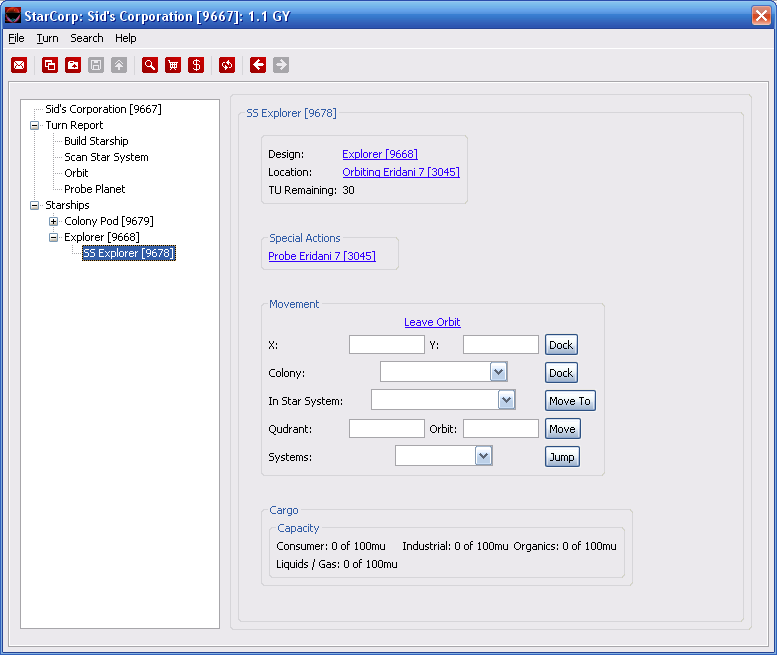 StarCorp: Sid's Corporation [9667]: 1.1 GY
File Turn Search Help
Sid's Corporation [9667]
Turn Report
Build Starship
Scan Star System
Orbit
Probe Planet
Starships
Colony Pod [9679]
Explorer [9668]
SS Explorer [9678]
SS Explorer [9678]
Design: Explorer [9668]
Location: Orbiting Eridani 7 [3045]
TU Remaining: 30
Special Actions
Probe Eridani 7 [3045]
Movement
Leave Orbit
X: Y: Dock
Colony: Dock
In Star System: Move To
Qudrant: Orbit: Move
Systems: Jump
Cargo
Capacity
Consumer: 0 of 100mu Industrial: 0 of 100mu Organics: 0 of 100mu
Liquids / Gas: 0 of 100mu